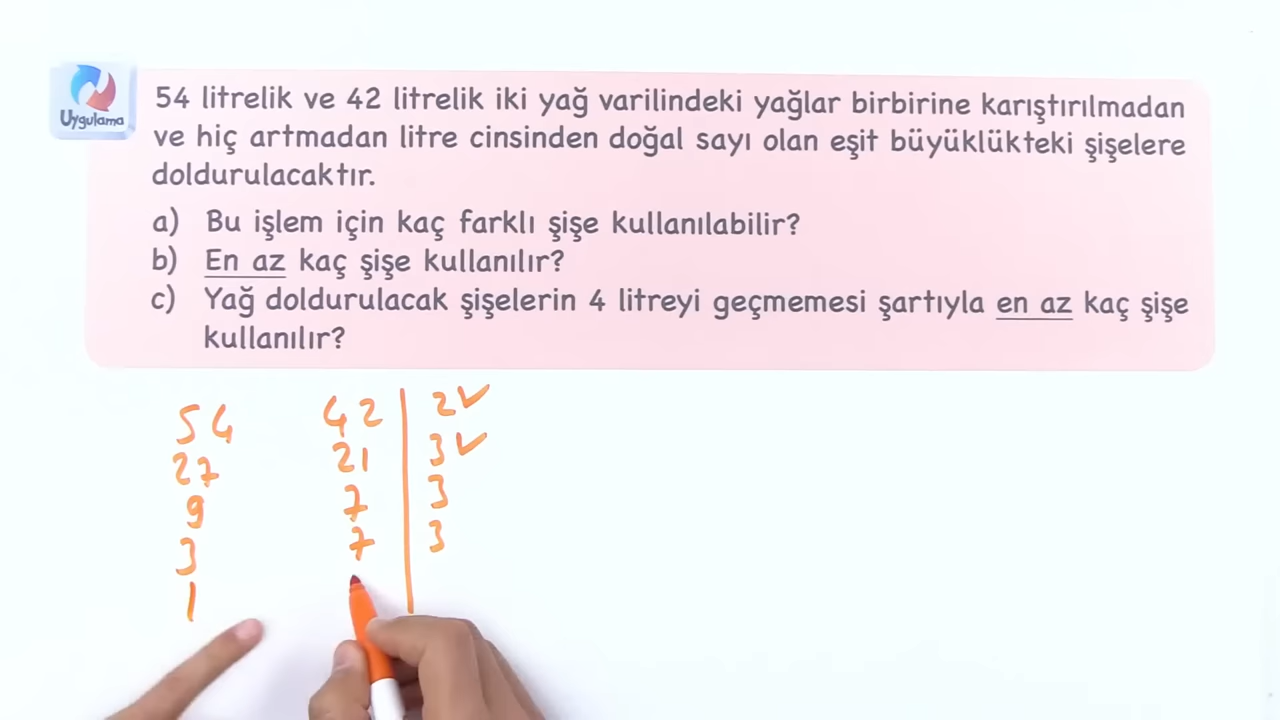 Uygulama
54 litrelik ve 42 litrelik iki yağ varilindeki yağlar birbirine karıştırılmadan
ve hiç artmadan litre cinsinden doğal sayı olan eşit büyüklükteki şişelere
doldurulacaktır.
a) Bu işlem için kaç farklı şişe kullanılabilir?
b) En az kaç şişe kullanılır?
c) Yağ doldurulacak şişelerin 4 litreyi geçmemesi şartıyla en az kaç şişe
kullanılır?
54 42 2 ✓
27 21 3 ✓
9 7 3
3 7 3
1